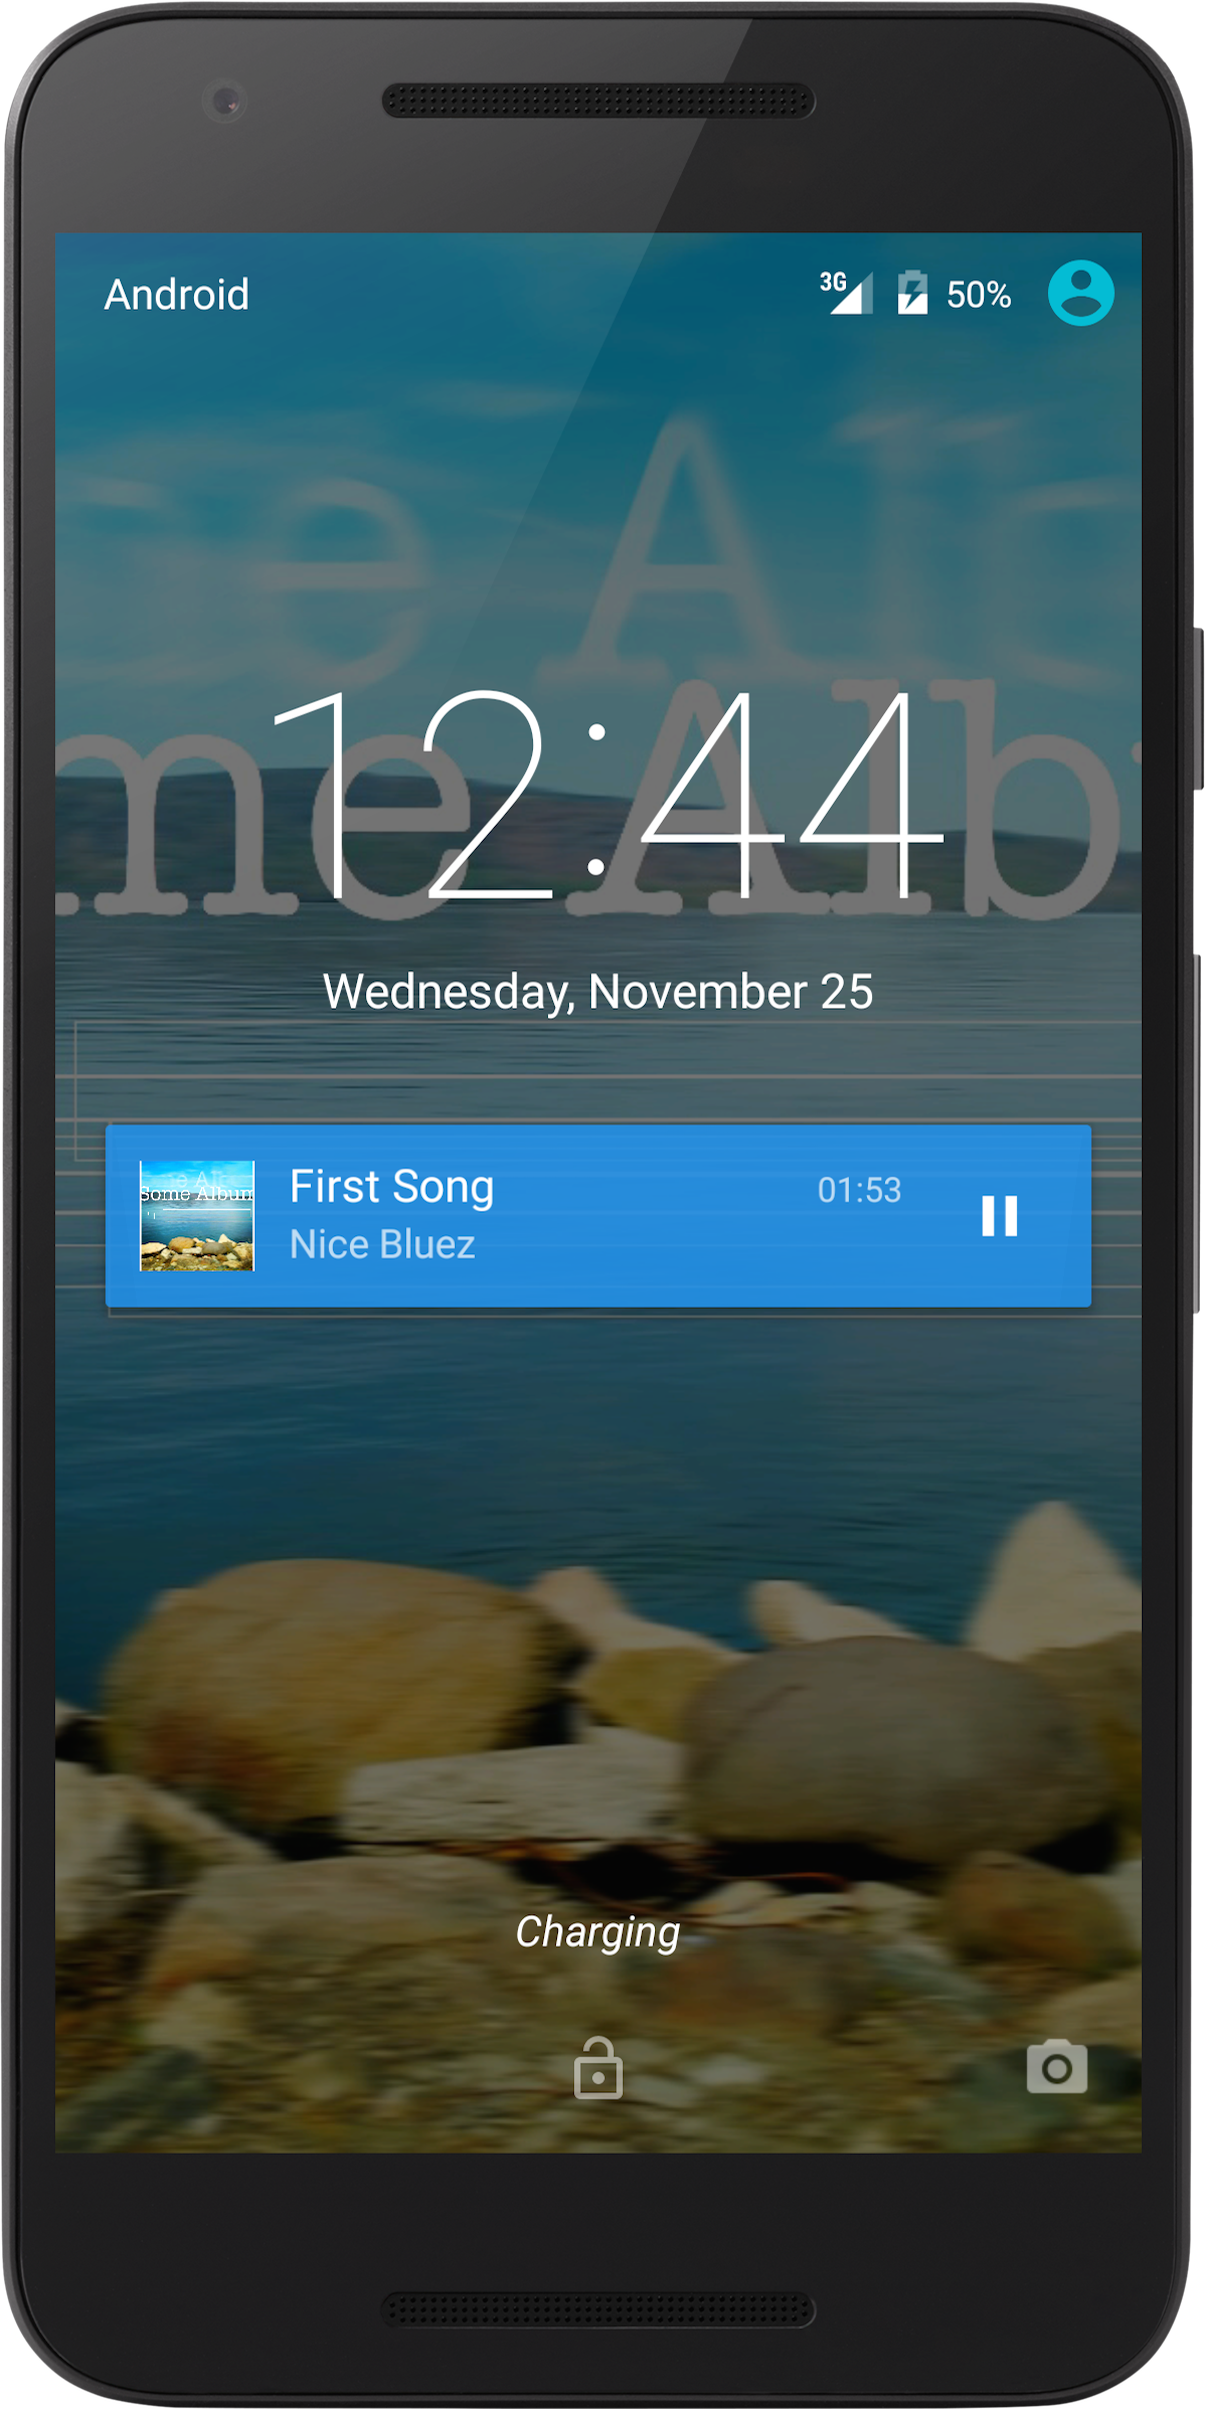 Android 3G 50%
e Alb
me Alb
12:44
Wednesday, November 25
Some Album
First Song 01:53
Nice Bluez
Charging